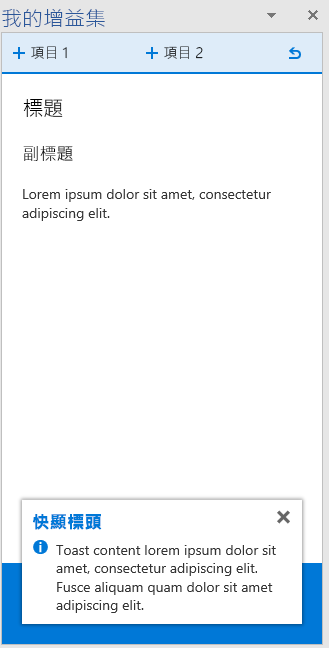 我的增益集
項目 1 項目 2
標題
副標題
Lorem ipsum dolor sit amet, consectetur
adipiscing elit.
快顯標頭
Toast content lorem ipsum dolor sit
amet, consectetur adipiscing elit.
Fusce aliquam quam dolor sit amet
adipiscing elit.